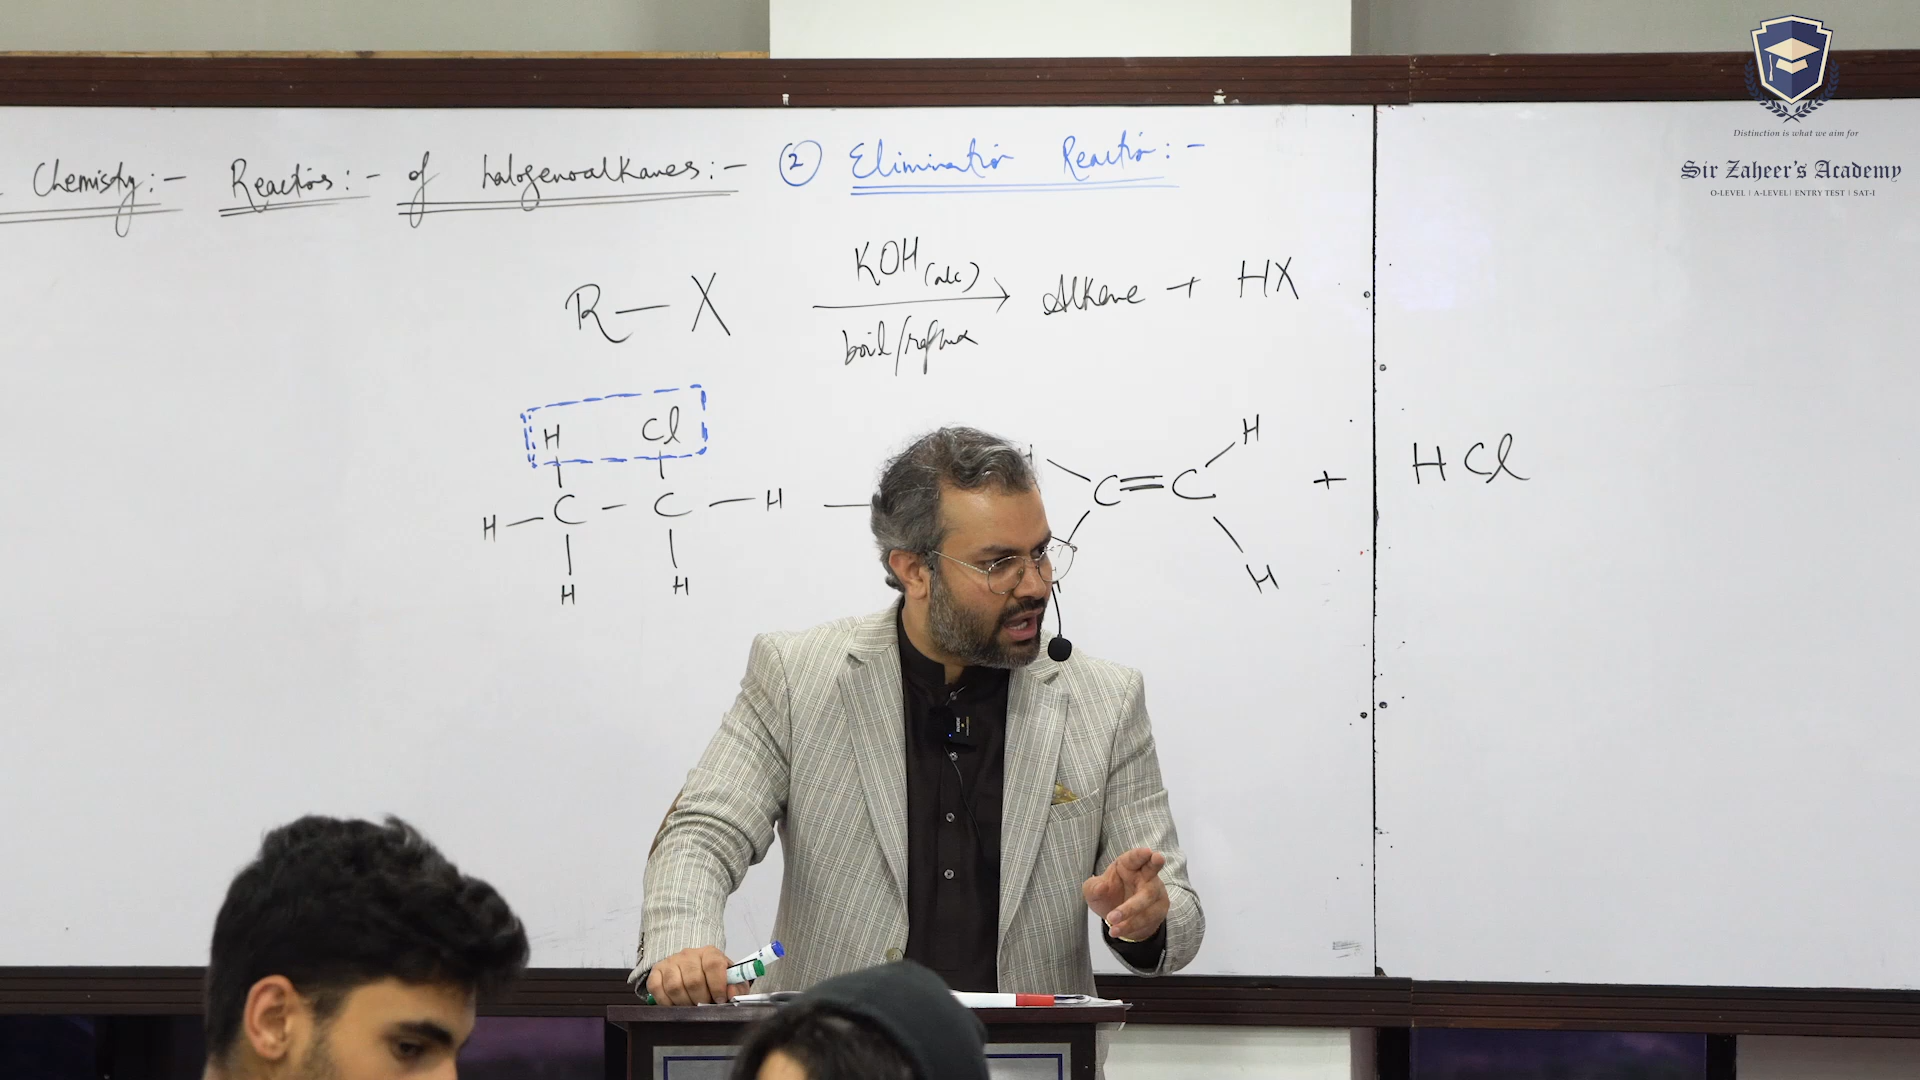 Chemistry:- Reactions:- of halogenoalkanes:- ② Elimination Reaction:-
R—X KOH(alc) boil/reflux → Alkene + HX
H Cl
H—C-C—H — C=C + HCl
H H
H H
H
Distinction is what we aim for
Sir Zaheer's Academy
O-LEVEL | A-LEVEL | ENTRY TEST | SAT-I